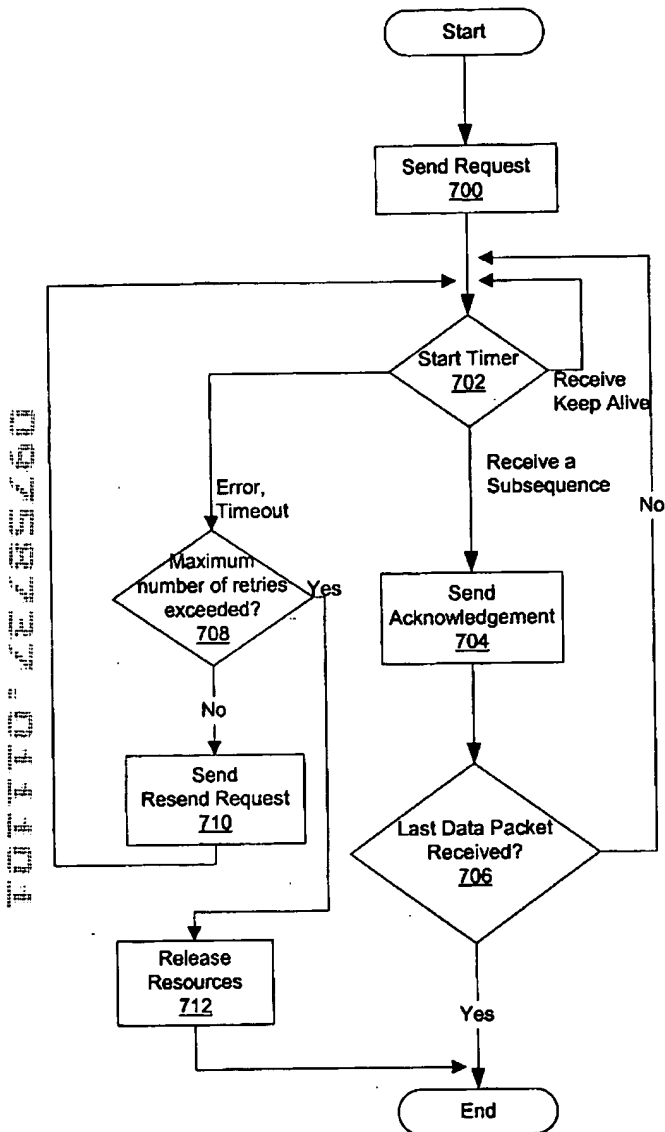 Start
Send Request
700
Start Timer
702
Receive
Keep Alive
Receive a
Subsequence
No
Error,
Timeout
Maximum
number of retries
exceeded?
708
Yes
Send
Acknowledgement
704
No
Send
Resend Request
710
Last Data Packet
Received?
706
Release
Resources
712
Yes
End